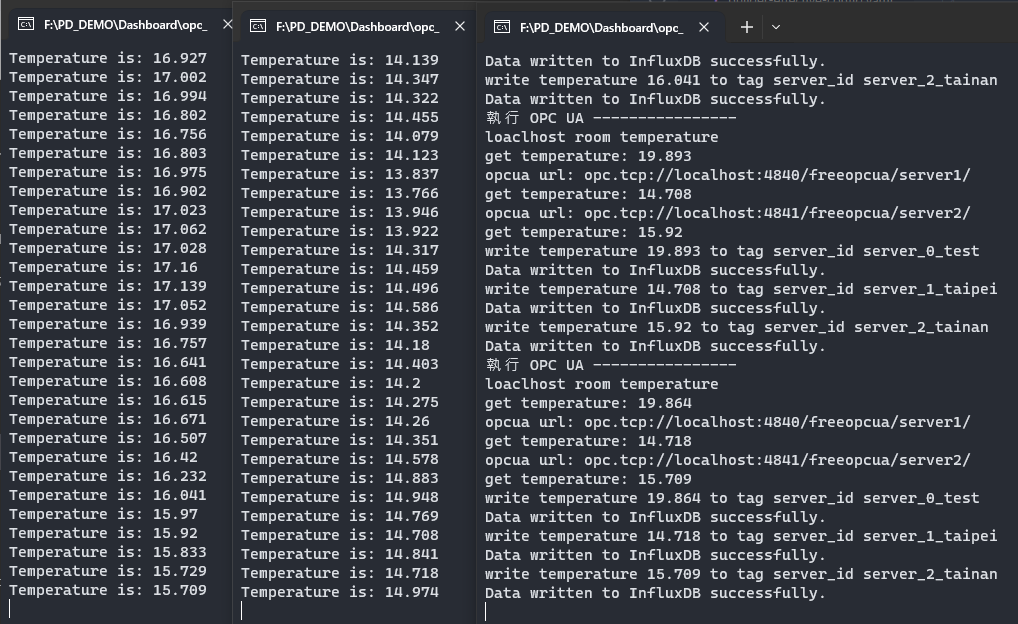 F:\PD_DEMO\Dashboard\opc_
Temperature is: 16.927
Temperature is: 17.002
Temperature is: 16.994
Temperature is: 16.802
Temperature is: 16.756
Temperature is: 16.803
Temperature is: 16.975
Temperature is: 16.902
Temperature is: 17.023
Temperature is: 17.062
Temperature is: 17.028
Temperature is: 17.16
Temperature is: 17.139
Temperature is: 17.052
Temperature is: 16.939
Temperature is: 16.757
Temperature is: 16.641
Temperature is: 16.608
Temperature is: 16.615
Temperature is: 16.671
Temperature is: 16.507
Temperature is: 16.42
Temperature is: 16.232
Temperature is: 16.041
Temperature is: 15.97
Temperature is: 15.92
Temperature is: 15.833
Temperature is: 15.729
Temperature is: 15.709
F:\PD_DEMO\Dashboard\opc_
Temperature is: 14.139
Temperature is: 14.347
Temperature is: 14.322
Temperature is: 14.455
Temperature is: 14.079
Temperature is: 14.123
Temperature is: 13.837
Temperature is: 13.766
Temperature is: 13.946
Temperature is: 13.922
Temperature is: 14.317
Temperature is: 14.459
Temperature is: 14.496
Temperature is: 14.586
Temperature is: 14.352
Temperature is: 14.18
Temperature is: 14.403
Temperature is: 14.2
Temperature is: 14.275
Temperature is: 14.26
Temperature is: 14.351
Temperature is: 14.578
Temperature is: 14.883
Temperature is: 14.948
Temperature is: 14.769
Temperature is: 14.708
Temperature is: 14.841
Temperature is: 14.718
Temperature is: 14.974
F:\PD_DEMO\Dashboard\opc_
Data written to InfluxDB successfully.
write temperature 16.041 to tag server_id server_2_tainan
Data written to InfluxDB successfully.
執行 OPC UA ----------------
loaclhost room temperature
get temperature: 19.893
opcua url: opc.tcp://localhost:4840/freeopcua/server1/
get temperature: 14.708
opcua url: opc.tcp://localhost:4841/freeopcua/server2/
get temperature: 15.92
write temperature 19.893 to tag server_id server_0_test
Data written to InfluxDB successfully.
write temperature 14.708 to tag server_id server_1_taipei
Data written to InfluxDB successfully.
write temperature 15.92 to tag server_id server_2_tainan
Data written to InfluxDB successfully.
執行 OPC UA ----------------
loaclhost room temperature
get temperature: 19.864
opcua url: opc.tcp://localhost:4840/freeopcua/server1/
get temperature: 14.718
opcua url: opc.tcp://localhost:4841/freeopcua/server2/
get temperature: 15.709
write temperature 19.864 to tag server_id server_0_test
Data written to InfluxDB successfully.
write temperature 14.718 to tag server_id server_1_taipei
Data written to InfluxDB successfully.
write temperature 15.709 to tag server_id server_2_tainan
Data written to InfluxDB successfully.